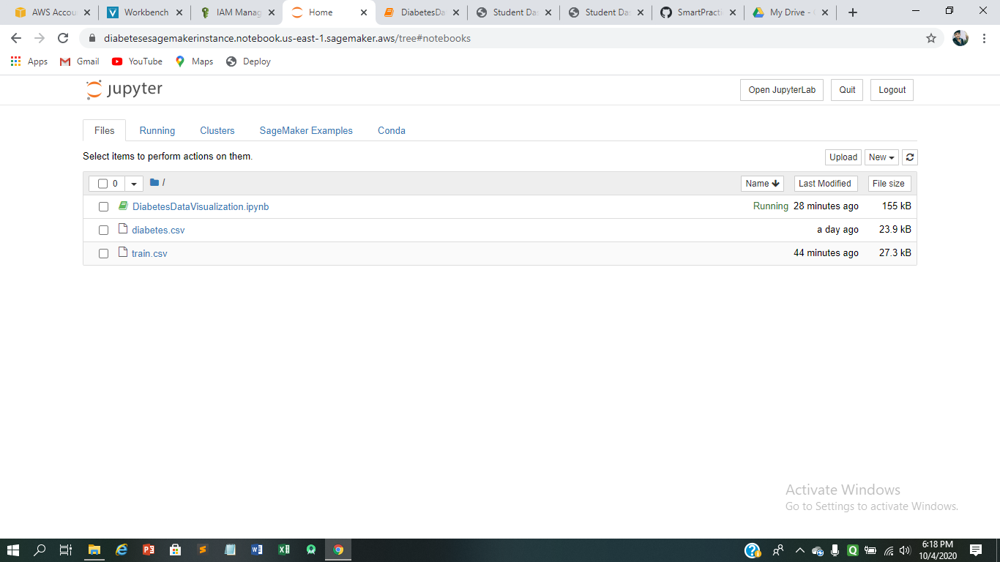 AWS Accou Workbench IAM Manag Home DiabetesDa Student Das Student Das SmartPracti My Drive -
diabetesesagemakerinstance.notebook.us-east-1.sagemaker.aws/tree#notebooks
Apps Gmail YouTube Maps Deploy
jupyter Open JupyterLab Quit Logout
Files Running Clusters SageMaker Examples Conda
Select items to perform actions on them. Upload New
0 / Name Last Modified File size
DiabetesDataVisualization.ipynb Running 28 minutes ago 155 kB
diabetes.csv a day ago 23.9 kB
train.csv 44 minutes ago 27.3 kB
Activate Windows
Go to Settings to activate Windows.
6:18 PM
10/4/2020